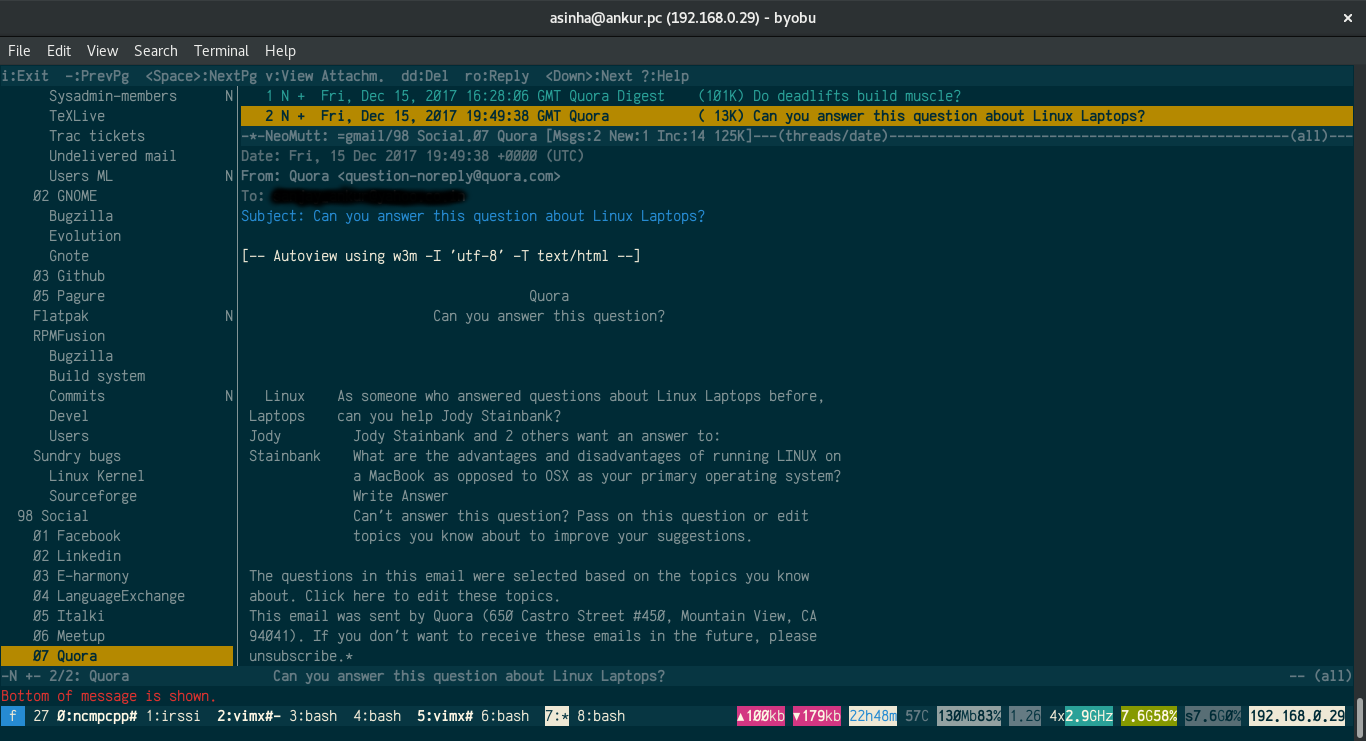 asinha@ankur.pc (192.168.0.29) - byobu ×
File Edit View Search Terminal Help
i:Exit -:PrevPg <Space>:NextPg v:View Attachm. dd:Del ro:Reply <Down>:Next ?:Help
Sysadmin-members N 1 N + Fri, Dec 15, 2017 16:28:06 GMT Quora Digest (101K) Do deadlifts build muscle?
TeXLive 2 N + Fri, Dec 15, 2017 19:49:38 GMT Quora ( 13K) Can you answer this question about Linux Laptops?
Trac tickets -*-NeoMutt: =gmail/98 Social.07 Quora [Msgs:2 New:1 Inc:14 125K]---(threads/date)--------------------------------------------------(all)---
Undelivered mail Date: Fri, 15 Dec 2017 19:49:38 +0000 (UTC)
Users ML N From: Quora <question-noreply@quora.com>
02 GNOME To:
Bugzilla Subject: Can you answer this question about Linux Laptops?
Evolution
Gnote [-- Autoview using w3m -I 'utf-8' -T text/html --]
03 Github
05 Pagure Quora
Flatpak N Can you answer this question?
RPMFusion
Bugzilla
Build system
Commits N Linux As someone who answered questions about Linux Laptops before,
Devel Laptops can you help Jody Stainbank?
Users Jody Jody Stainbank and 2 others want an answer to:
Sundry bugs Stainbank What are the advantages and disadvantages of running LINUX on
Linux Kernel a MacBook as opposed to OSX as your primary operating system?
Sourceforge Write Answer
98 Social Can't answer this question? Pass on this question or edit
01 Facebook topics you know about to improve your suggestions.
02 Linkedin
03 E-harmony The questions in this email were selected based on the topics you know
04 LanguageExchange about. Click here to edit these topics.
05 Italki This email was sent by Quora (650 Castro Street #450, Mountain View, CA
06 Meetup 94041). If you don't want to receive these emails in the future, please
07 Quora unsubscribe.*
-N +- 2/2: Quora Can you answer this question about Linux Laptops? -- (all)
Bottom of message is shown.
f 27 0:ncmpcpp# 1:irssi 2:vimx#- 3:bash 4:bash 5:vimx# 6:bash 7:* 8:bash ▲100kb ▼179kb 22h48m 57C 130Mb83% 1.26 4x2.9GHz 7.6G58% s7.6G0% 192.168.0.29